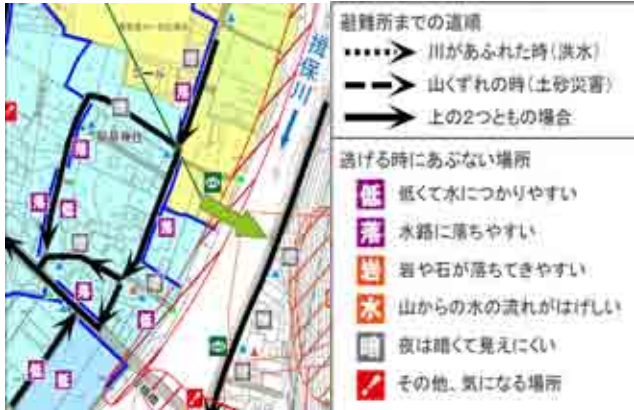 揖保川
低
落
暗
避難所までの道順
川があふれた時(洪水)
山くずれの時(土砂災害)
上の2つともの場合
逃げる時にあぶない場所
低 低くて水につかりやすい
落 水路に落ちやすい
岩 岩や石が落ちてきやすい
水 山からの水の流れがはげしい
暗 夜は暗くて見えにくい
! その他、気になる場所